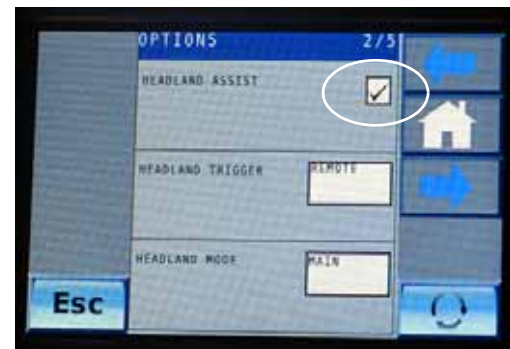 OPTIONS 2/5
HEADLAND ASSIST
HEADLAND TRIGGER
REMOTE
HEADLAND MODE
MAIN
Esc